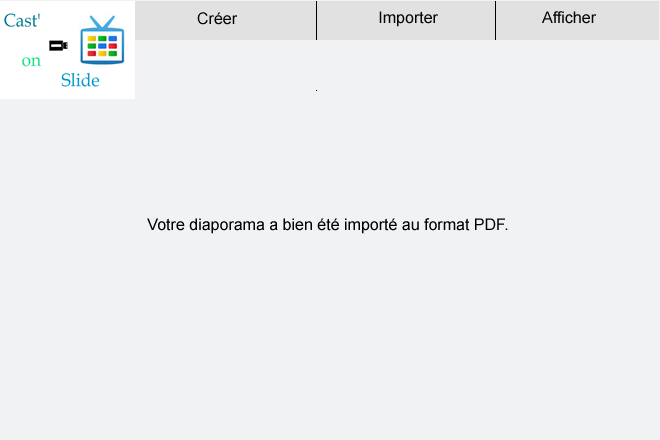 Cast'
on
Slide
Créer
Importer
Afficher
Votre diaporama a bien été importé au format PDF.